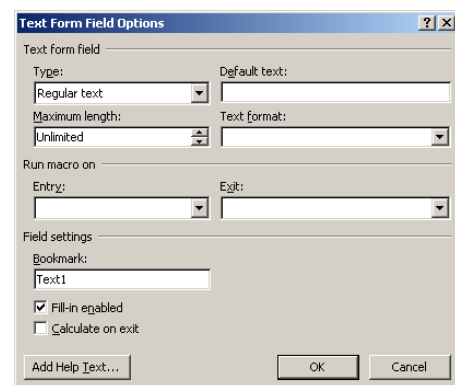 Text Form Field Options
Text form field
Type: Default text:
Regular text
Maximum length: Text format:
Unlimited
Run macro on
Entry: Exit:
Field settings
Bookmark:
Text1
Fill-in enabled
Calculate on exit
Add Help Text... OK Cancel